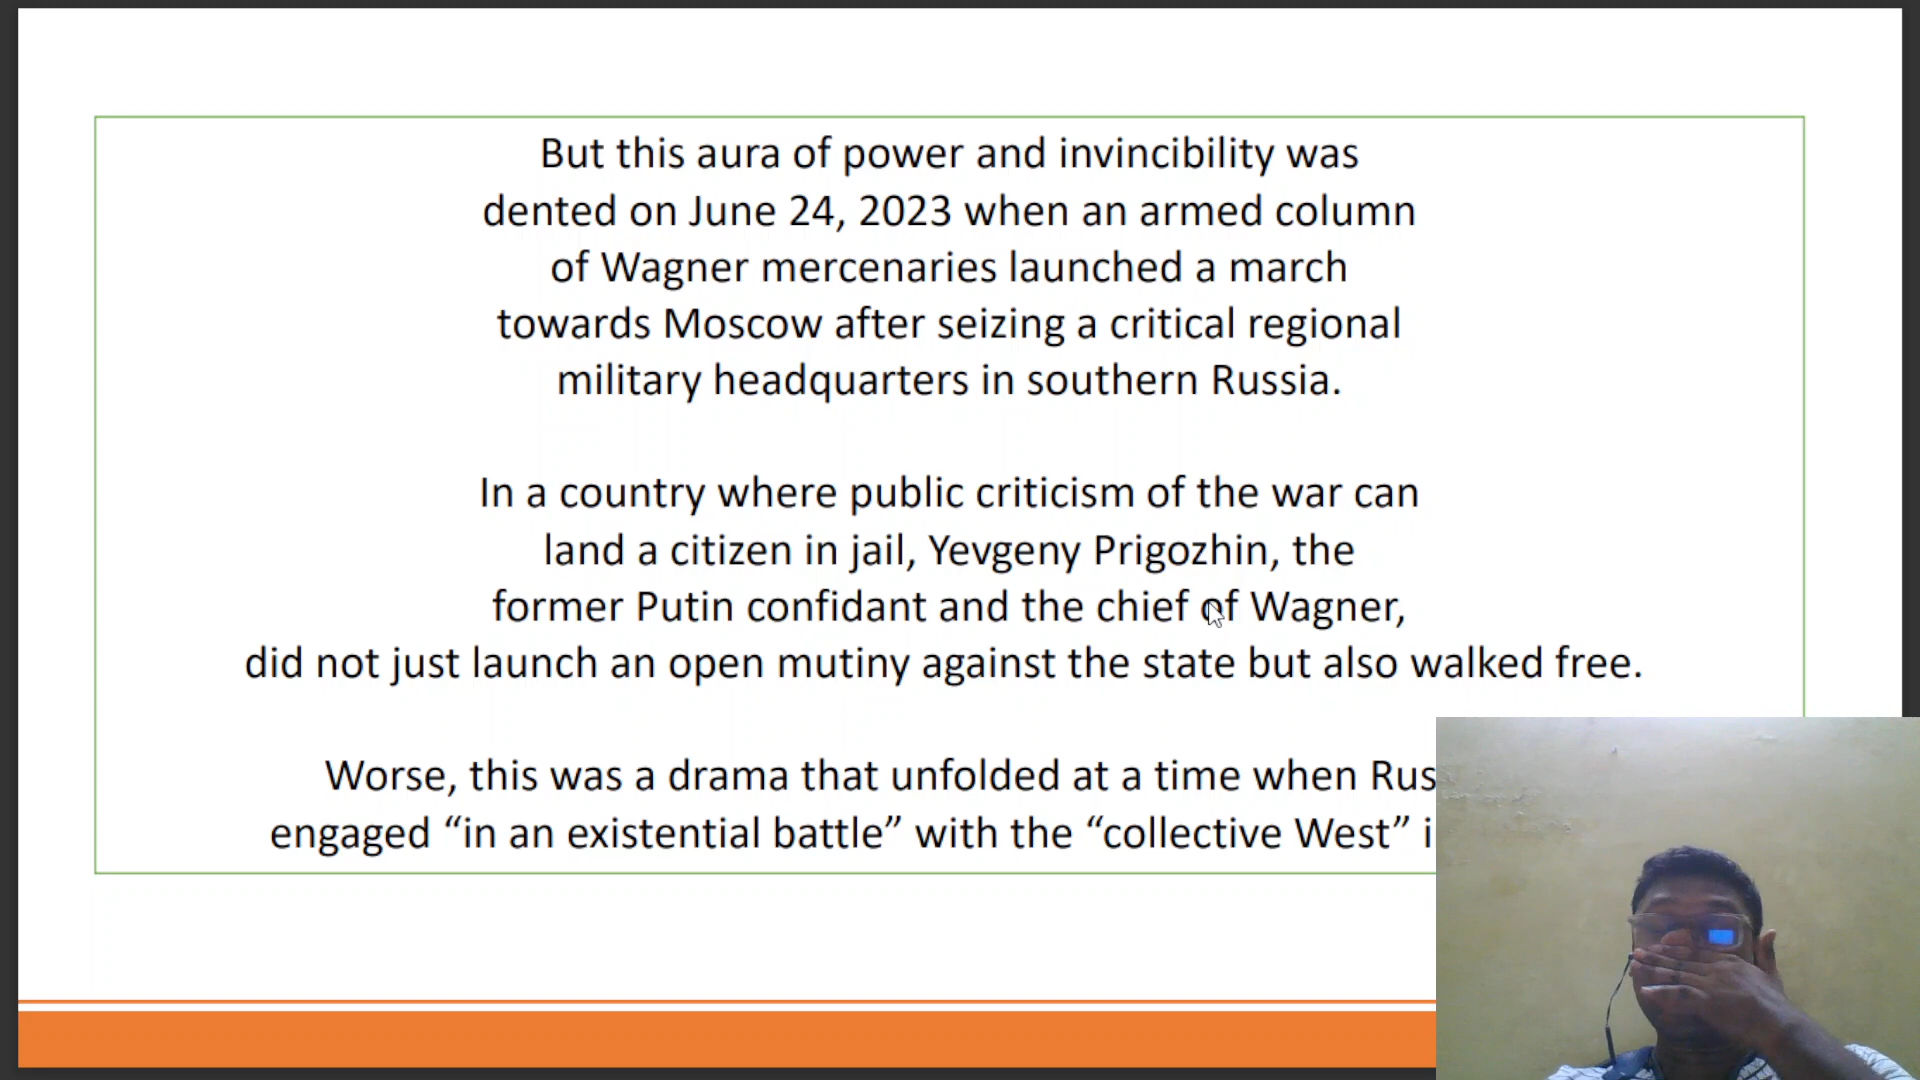 But this aura of power and invincibility was
dented on June 24, 2023 when an armed column
of Wagner mercenaries launched a march
towards Moscow after seizing a critical regional
military headquarters in southern Russia.
In a country where public criticism of the war can
land a citizen in jail, Yevgeny Prigozhin, the
former Putin confidant and the chief of Wagner,
did not just launch an open mutiny against the state but also walked free.
Worse, this was a drama that unfolded at a time when
engaged “in an existential battle” with the “collective West”